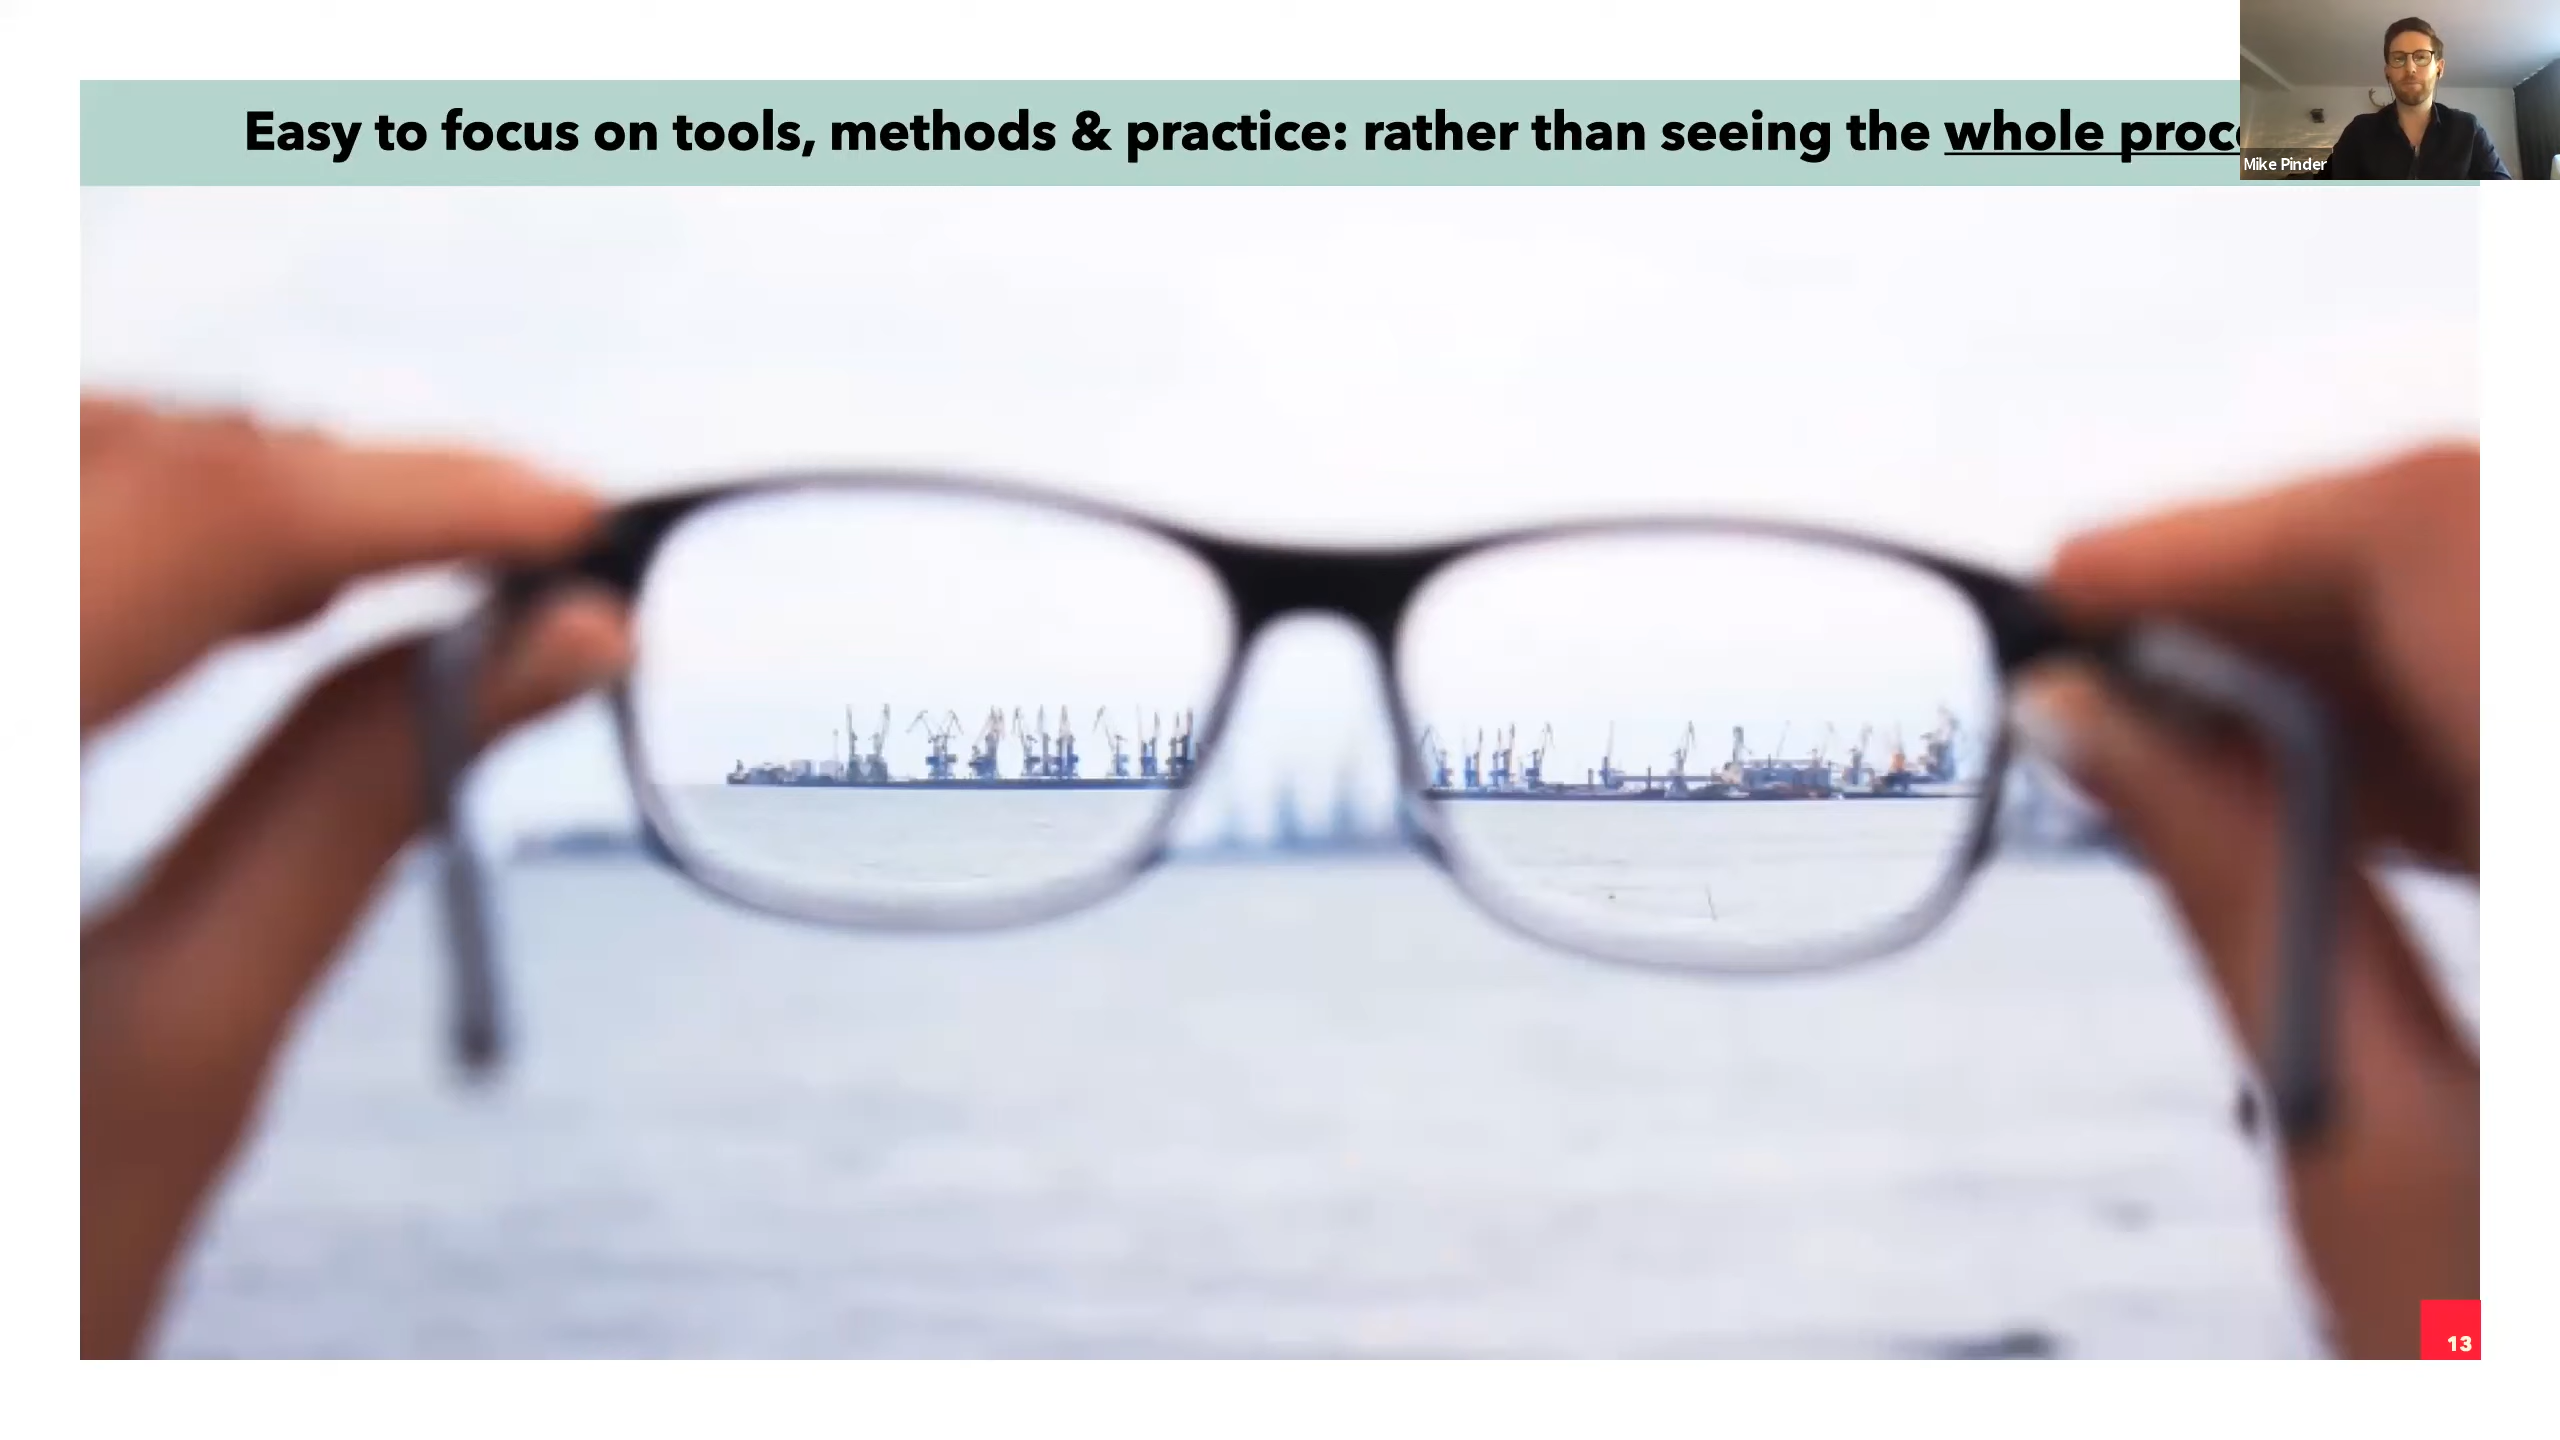 Easy to focus on tools, methods & practice: rather than seeing the whole
Mike Pinder
13